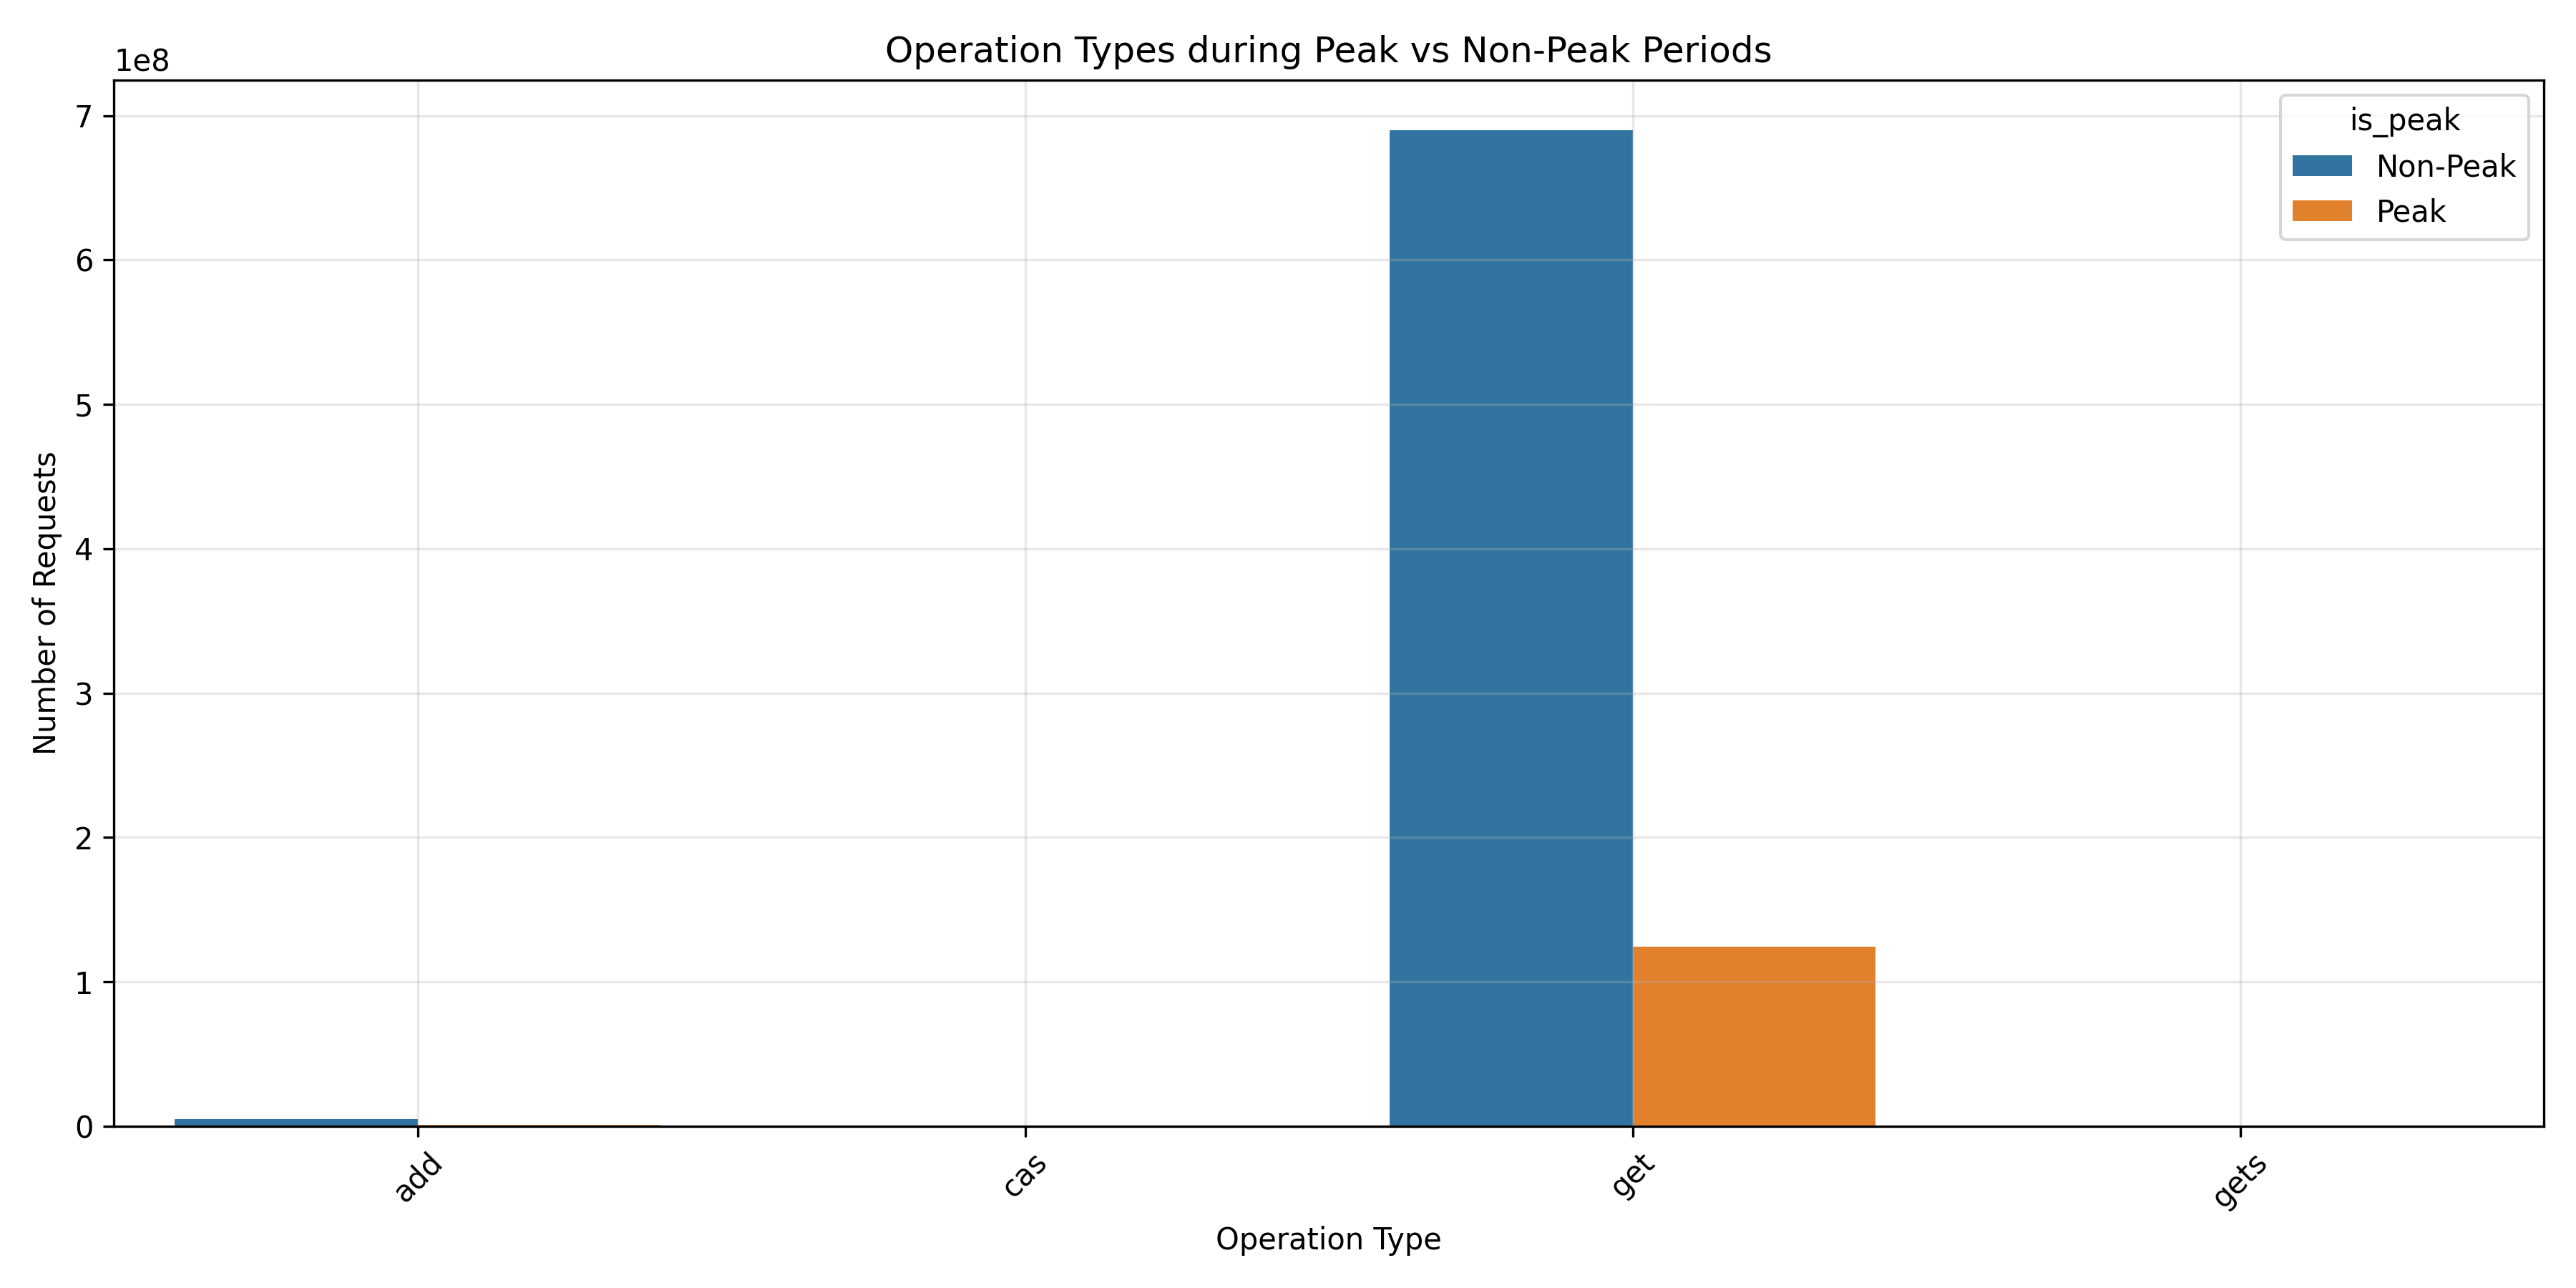 Operation Types during Peak vs Non-Peak Periods
1e8
7
6
5
4
3
2
1
0
Number of Requests
is_peak
Non-Peak
Peak
add
cas
get
gets
Operation Type